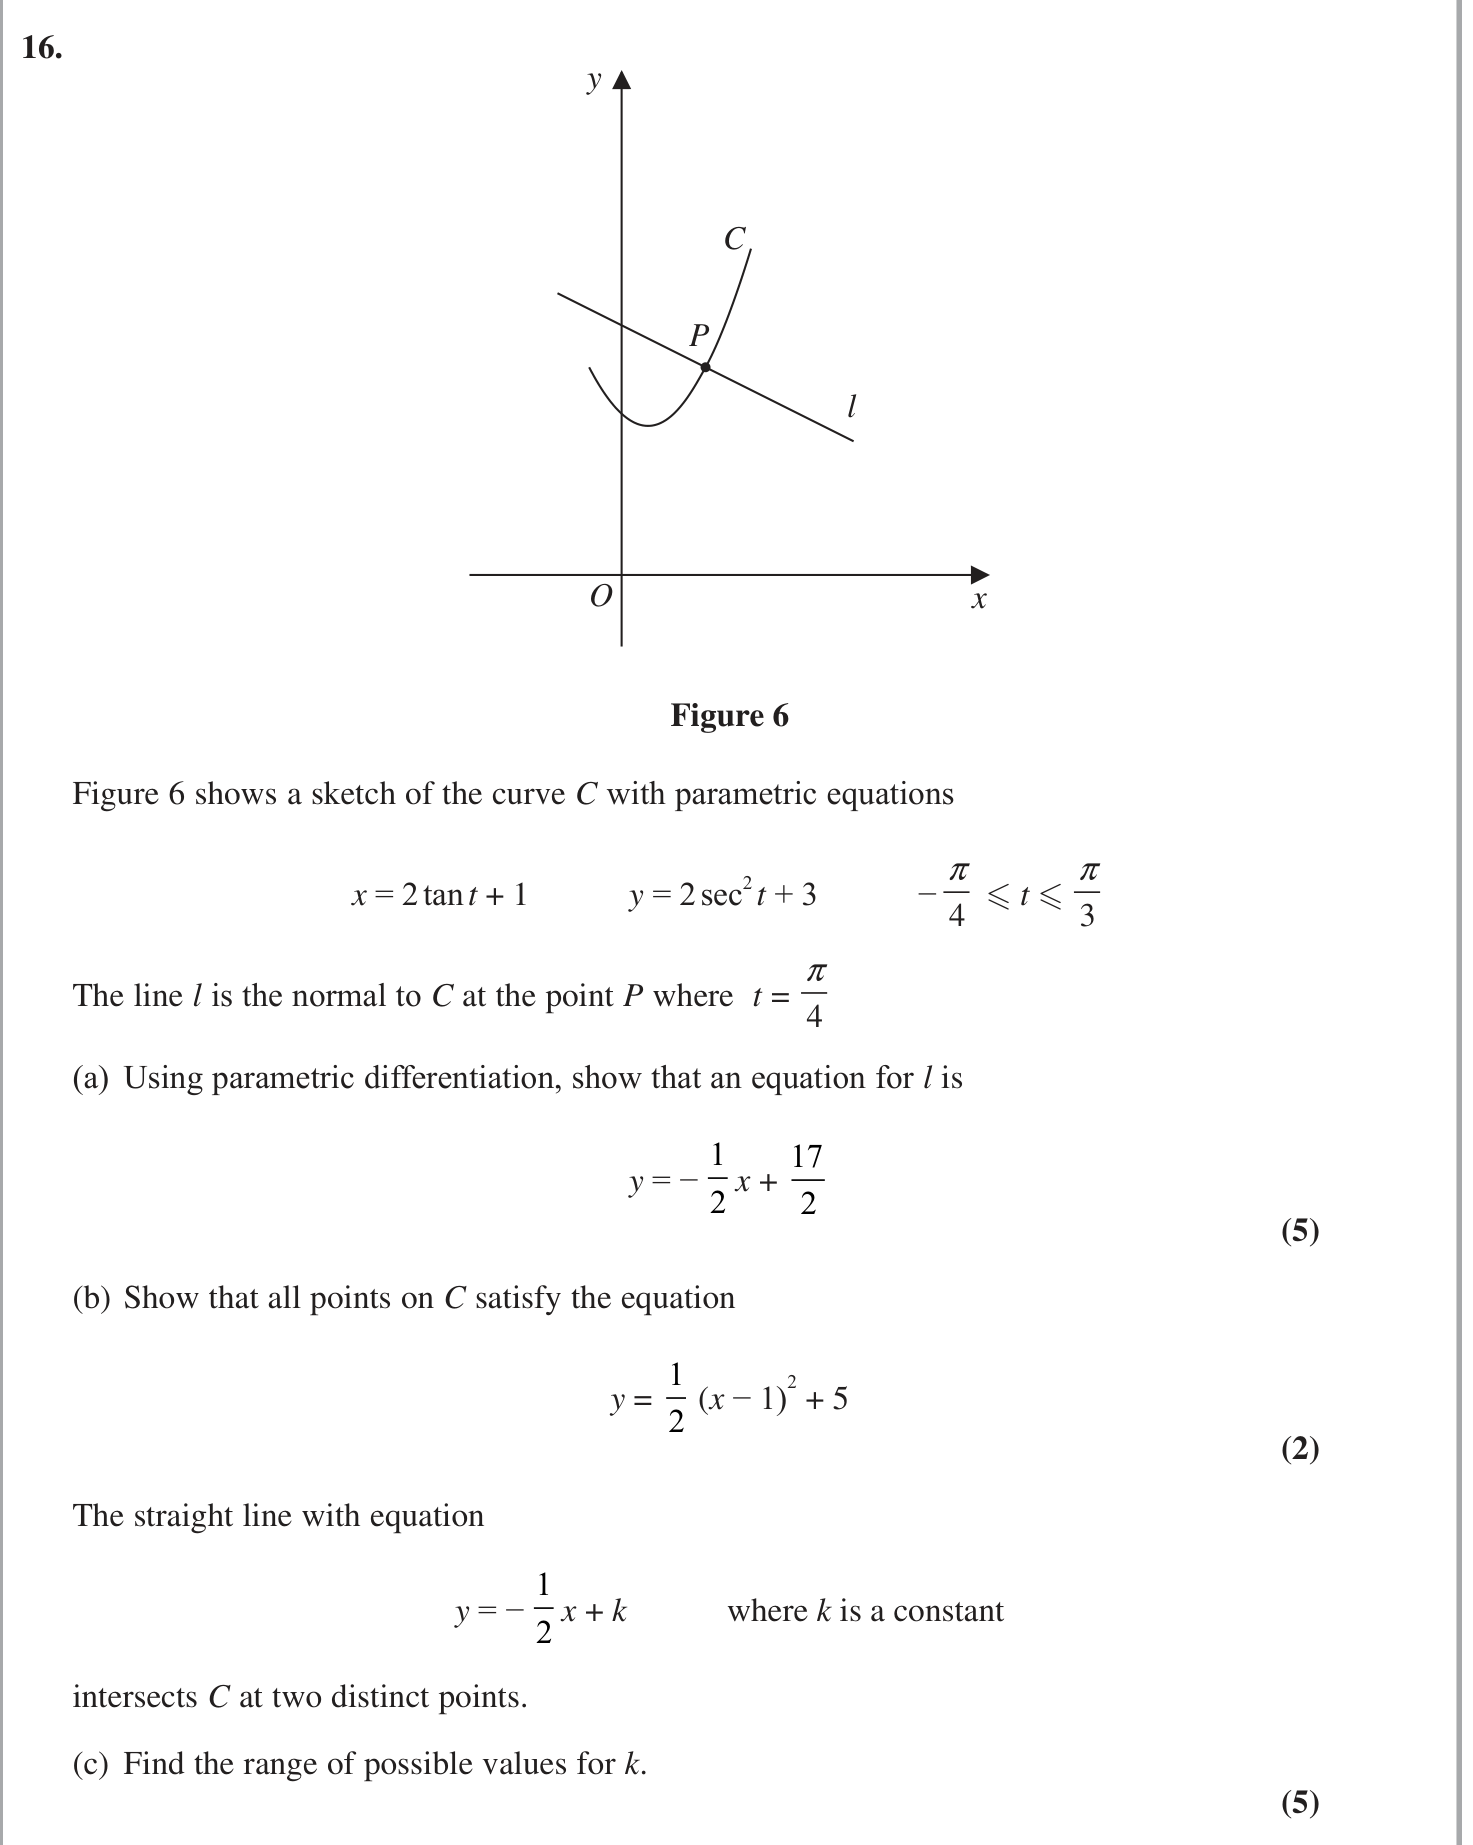 16.
y
C
P
l
O
x
Figure 6
Figure 6 shows a sketch of the curve C with parametric equations
x = 2 tan t + 1 y = 2 sec² t + 3 −π/4 ⩽ t ⩽ π/3
The line l is the normal to C at the point P where t = π/4
(a) Using parametric differentiation, show that an equation for l is
y = −1/2 x + 17/2
(5)
(b) Show that all points on C satisfy the equation
y = 1/2 (x − 1)² + 5
(2)
The straight line with equation
y = −1/2 x + k where k is a constant
intersects C at two distinct points.
(c) Find the range of possible values for k.
(5)